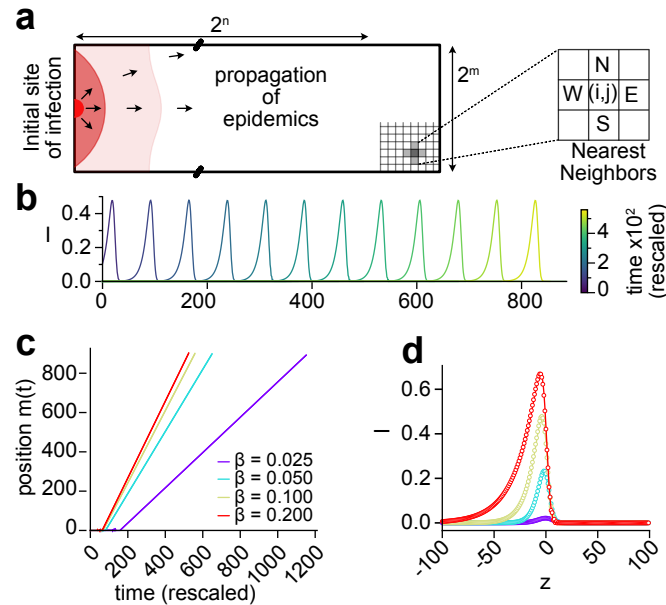 a
2ⁿ
Initial site
of infection
propagation
of
epidemics
2ᵐ
N
W (i,j) E
S
Nearest
Neighbors
b
I
0.4
0.2
0.0
0 200 400 600 800
4
2
0
time x10²
(rescaled)
c
position m(t)
800
600
400
200
0
0 200 400 600 800 1000 1200
time (rescaled)
β = 0.025
β = 0.050
β = 0.100
β = 0.200
d
I
0.6
0.4
0.2
0.0
-100 -50 0 50 100
z